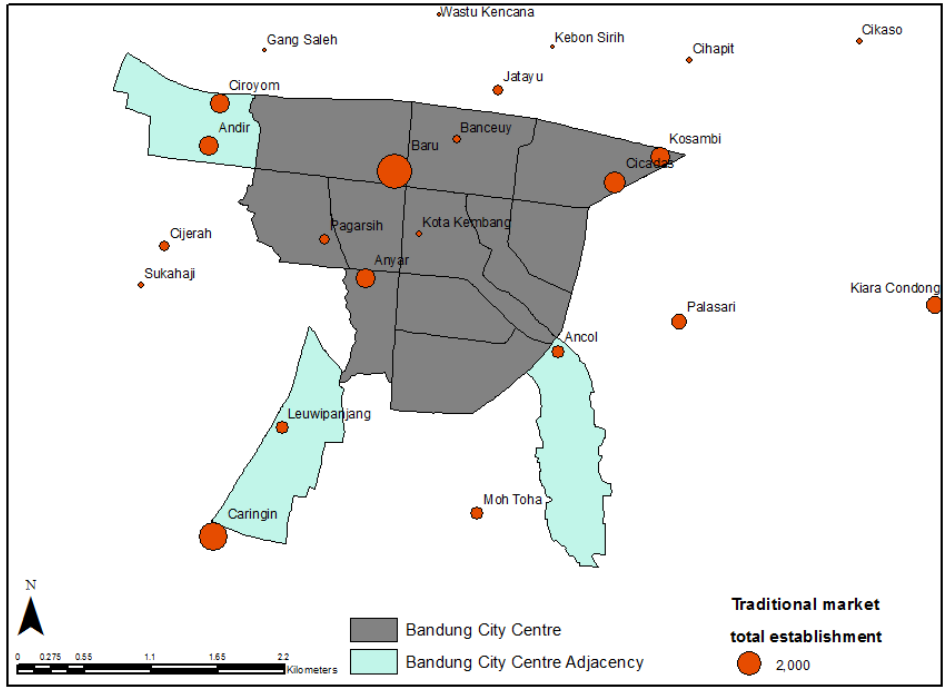 Wastu Kencana
Gang Saleh
Kebon Sirih
Cikaso
Cihapit
Jatayu
Ciroyom
Andir
Banceuy
Baru
Kosambi
Cicadas
Pagarsih
Kota Kembang
Cijerah
Anyar
Sukahaji
Kiara Condong
Palasari
Ancol
Leuwipanjang
Moh Toha
Caringin
N
Traditional market
total establishment
2,000
Bandung City Centre
Bandung City Centre Adjacency
0 0.275 0.55 1.1 1.65 2.2
Kilometers